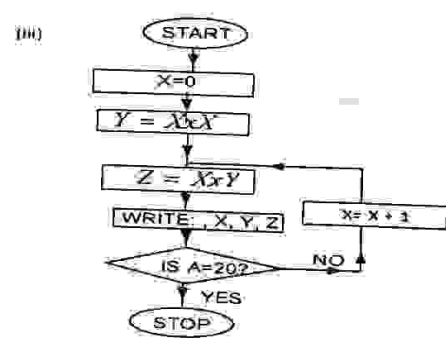 (iii)
START
X=0
Y = XxX
Z = XxY
WRITE , X, Y, Z
X= X + 1
IS A=20?
NO
YES
STOP